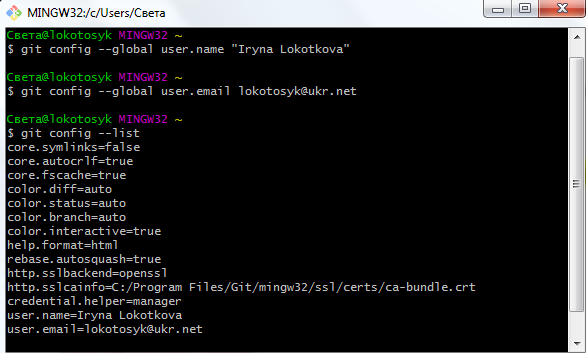 MINGW32:/c/Users/Света
Света@lokotosyk MINGW32 ~
$ git config --global user.name "Iryna Lokotkova"
Света@lokotosyk MINGW32 ~
$ git config --global user.email lokotosyk@ukr.net
Света@lokotosyk MINGW32 ~
$ git config --list
core.symlinks=false
core.autocrlf=true
core.fscache=true
color.diff=auto
color.status=auto
color.branch=auto
color.interactive=true
help.format=html
rebase.autosquash=true
http.sslbackend=openssl
http.sslcainfo=C:/Program Files/Git/mingw32/ssl/certs/ca-bundle.crt
credential.helper=manager
user.name=Iryna Lokotkova
user.email=lokotosyk@ukr.net